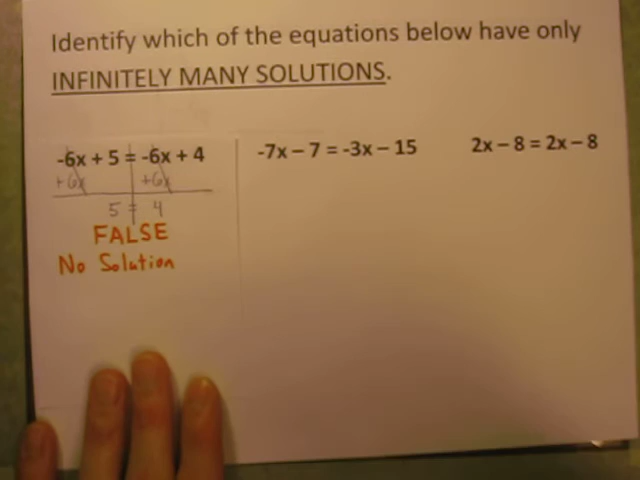 Identify which of the equations below have only
INFINITELY MANY SOLUTIONS.
-6x + 5 = -6x + 4
+6x +6x
5 = 4
FALSE
No Solution
-7x – 7 = -3x – 15
2x – 8 = 2x – 8